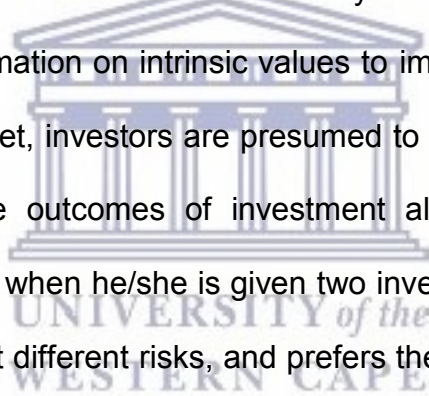 mation on intrinsic values to im
et, investors are presumed to
e outcomes of investment al
when he/she is given two inve
UNIVERSITY of the
t different risks, and prefers the
WESTERN CAPE